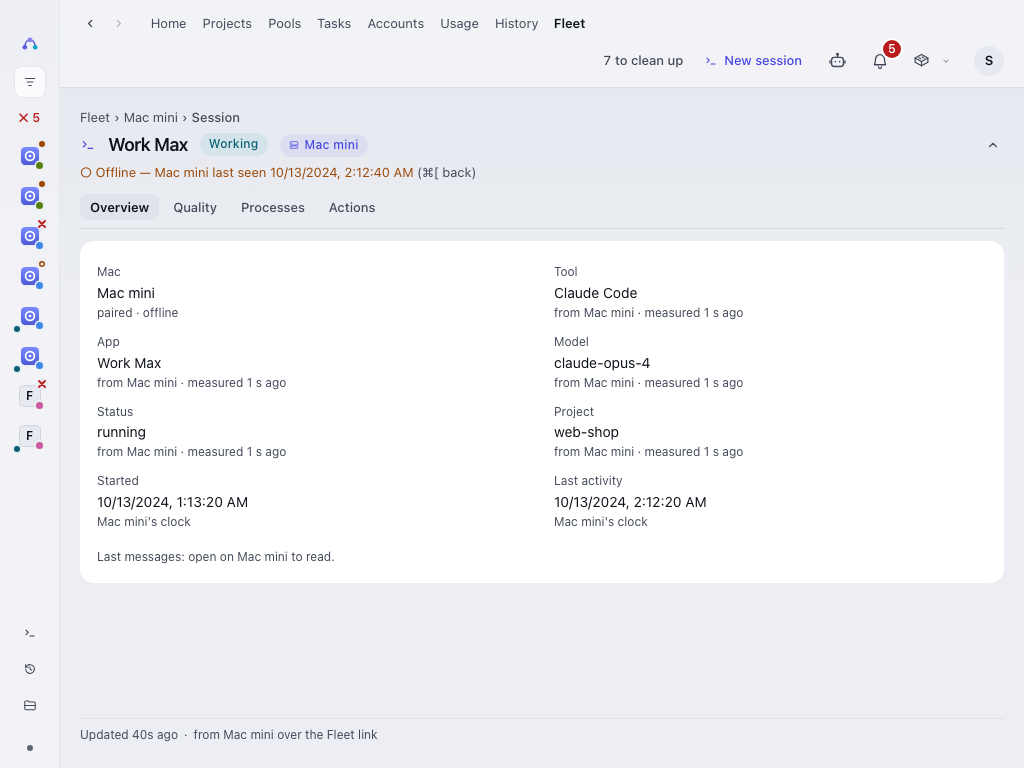 Home Projects Pools Tasks Accounts Usage History Fleet
7 to clean up New session 5 S
5
Fleet › Mac mini › Session
Work Max Working Mac mini
Offline — Mac mini last seen 10/13/2024, 2:12:40 AM (⌘[ back)
Overview Quality Processes Actions
Mac
Mac mini
paired · offline
Tool
Claude Code
from Mac mini · measured 1 s ago
App
Work Max
from Mac mini · measured 1 s ago
Model
claude-opus-4
from Mac mini · measured 1 s ago
Status
running
from Mac mini · measured 1 s ago
Project
web-shop
from Mac mini · measured 1 s ago
Started
10/13/2024, 1:13:20 AM
Mac mini's clock
Last activity
10/13/2024, 2:12:20 AM
Mac mini's clock
Last messages: open on Mac mini to read.
F
F
Updated 40s ago · from Mac mini over the Fleet link